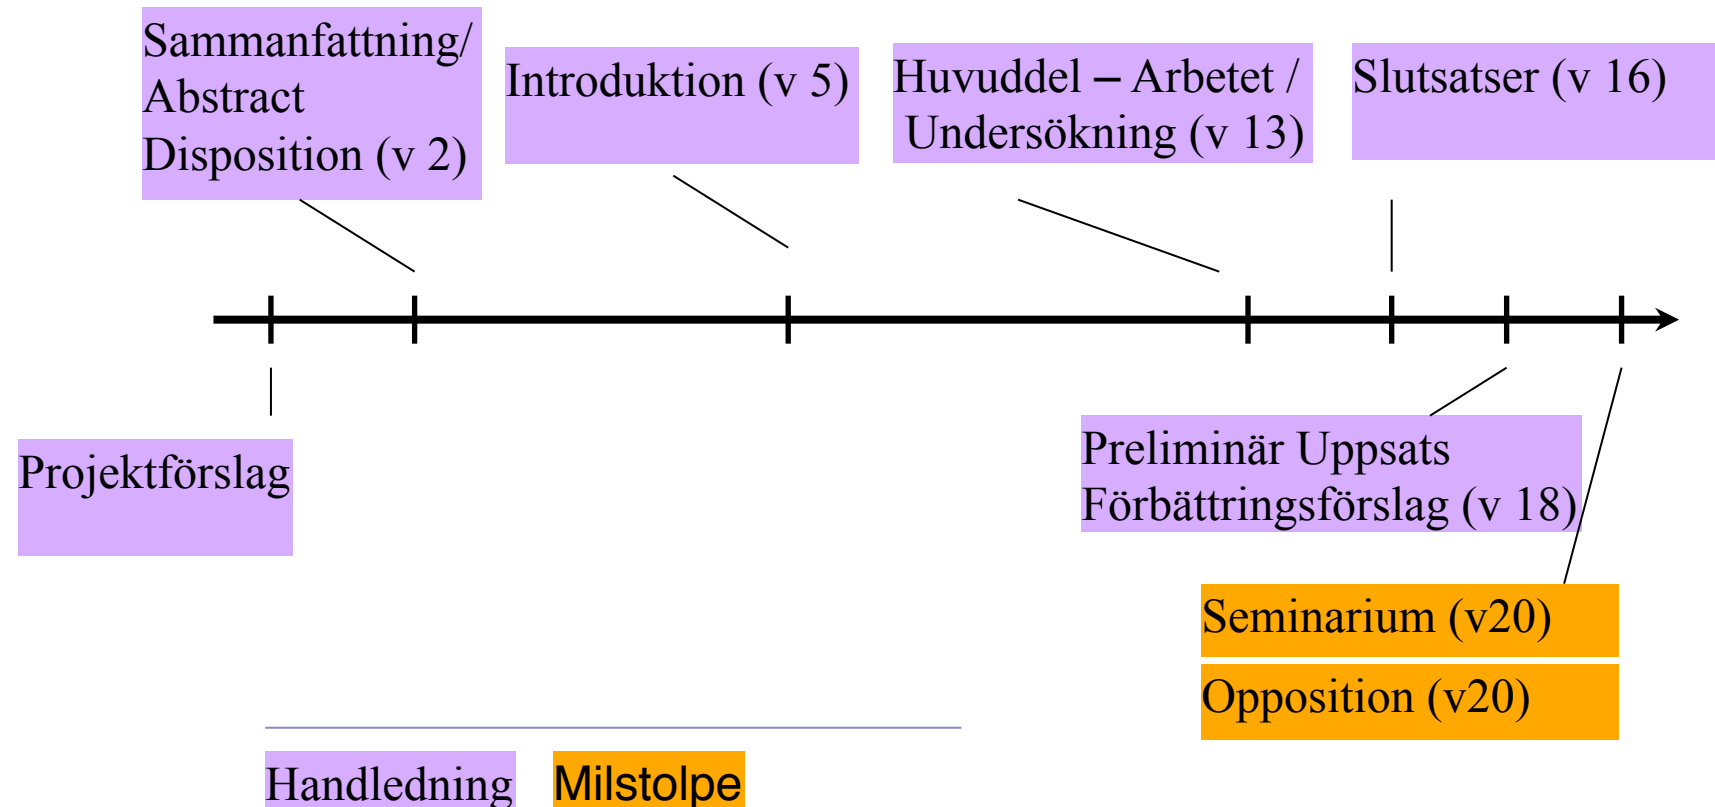 Sammanfattning/
Abstract
Disposition (v 2)
Introduktion (v 5)
Huvuddel – Arbetet /
Undersökning (v 13)
Slutsatser (v 16)
Projektförslag
Preliminär Uppsats
Förbättringsförslag (v 18)
Seminarium (v20)
Opposition (v20)
Handledning
Milstolpe